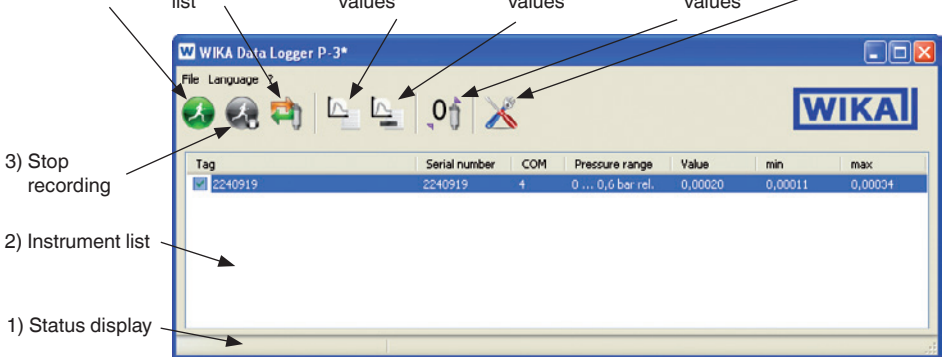 list values values values
WIKA Data Logger P-3*
File Language ?
WIKA
3) Stop
recording
Tag Serial number COM Pressure range Value min max
2240919 2240919 4 0 ... 0,6 bar rel. 0,00020 0,00011 0,00034
2) Instrument list
1) Status display